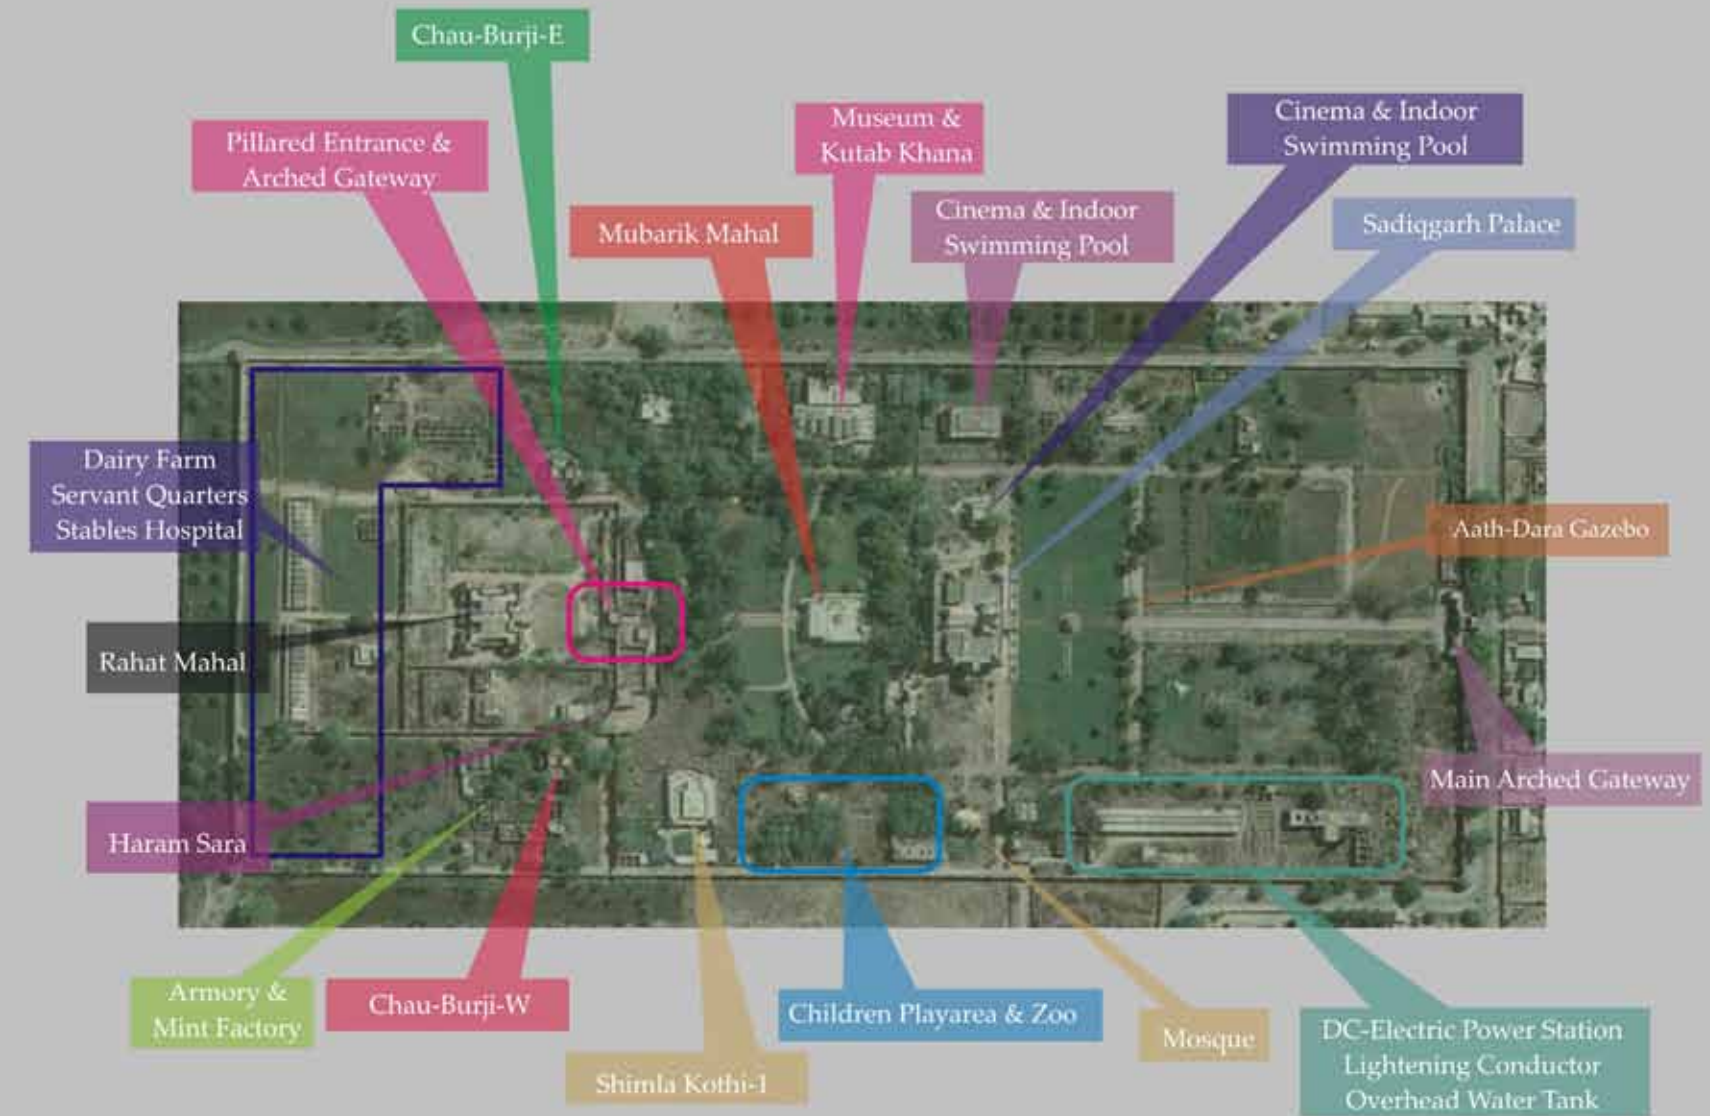 Chau-Burji-E
Pillared Entrance &
Arched Gateway
Museum &
Kutab Khana
Cinema & Indoor
Swimming Pool
Mubarik Mahal
Cinema & Indoor
Swimming Pool
Sadiqgarh Palace
Dairy Farm
Servant Quarters
Stables Hospital
Aath-Dara Gazebo
Rahat Mahal
Main Arched Gateway
Haram Sara
Armory &
Mint Factory
Chau-Burji-W
Shimla Kothi-1
Children Playarea & Zoo
Mosque
DC-Electric Power Station
Lightening Conductor
Overhead Water Tank